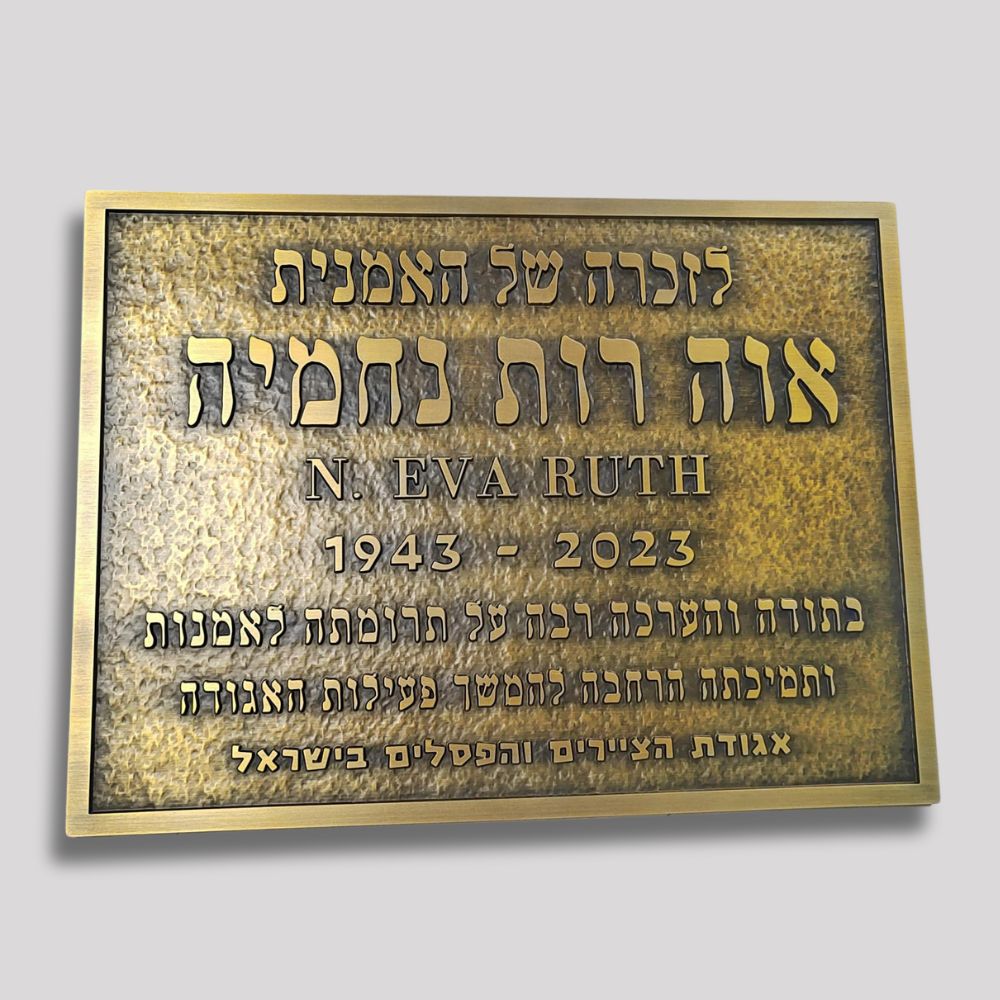 לזכרה של האמנית
אוה רות נחמיה
N. EVA RUTH
1943 - 2023
בתודה והערכה רבה על תרומתה לאמנות
ותמיכתה הרחבה להמשך פעילות האגודה
אגודת הציירים והפסלים בישראל